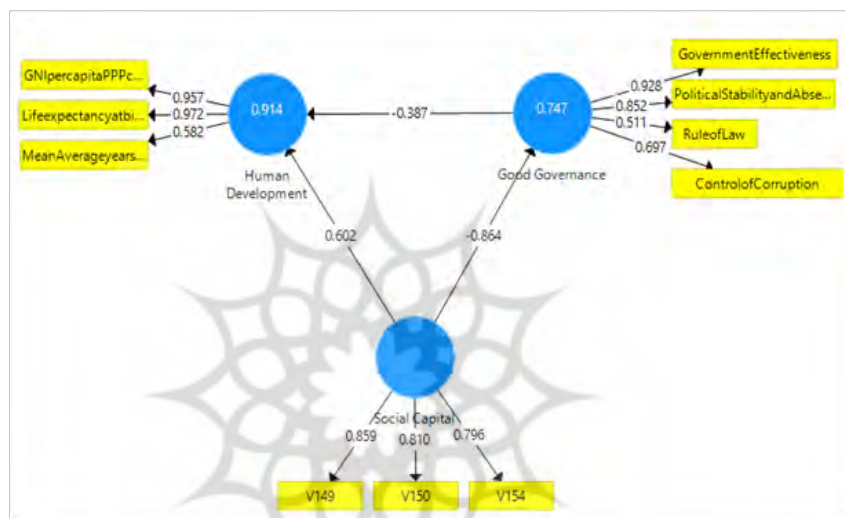 GovernmentEffectiveness
GNIpercapitaPPPc...
0.957
0.928
PoliticalStabilityandAbse...
0.852
Lifeexpectancyatbi...
0.972
0.914
-0.387
0.747
0.511
RuleofLaw
0.582
0.697
MeanAverageyears...
Human
Development
Good Governance
ControlofCorruption
0.602
-0.864
Social Capital
0.859
0.810
0.796
V149
V150
V154